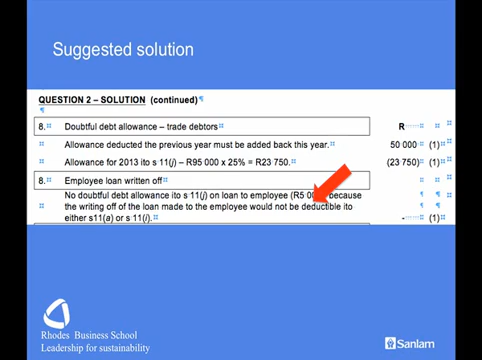 Suggested solution
QUESTION 2 – SOLUTION (continued)¶
¶
8. Doubtful debt allowance – trade debtors¤ R
Allowance deducted the previous year must be added back this year.¤ 50 000 (1)¤
Allowance for 2013 ito s 11(j) – R95 000 x 25% = R23 750.¤ (23 750) (1)¤
8. Employee loan written off¤
No doubtful debt allowance ito s 11(j) on loan to employee (R5 because
the writing off of the loan made to the employee would not be deductible ito
either s11(a) or s 11(i).¤ - (1)¤
Rhodes Business School
Leadership for sustainability
Sanlam